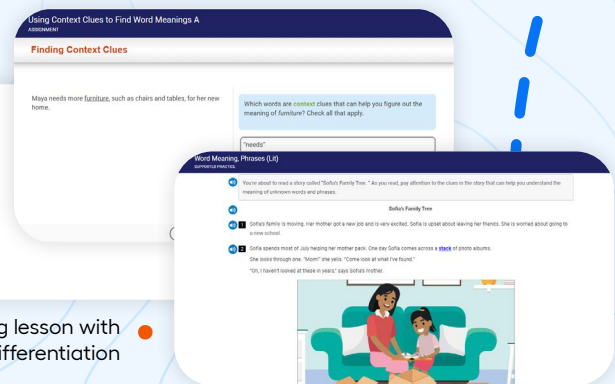 Using Context Clues to Find Word Meanings A
ASSIGNMENT
Finding Context Clues
Maya needs more furniture, such as chairs and tables, for her new
home.
Which words are context clues that can help you figure out the
meaning of furniture? Check all that apply.
"needs"
Word Meaning, Phrases (Lit)
SUPPORTED PRACTICE
You're about to read a story called "Sofia's Family Tree." As you read, pay attention to the clues in the story that can help you understand the
meaning of unknown words and phrases.
Sofia's Family Tree
1 Sofia's family is moving. Her mother got a new job and is very excited. Sofia is upset about leaving her friends. She is worried about going to
a new school.
2 Sofia spends most of July helping her mother pack. One day Sofia comes across a stack of photo albums.
She looks through one. "Mom!" she yells. "Come look at what I've found."
"Oh, I haven't looked at these in years," says Sofia's mother.
g lesson with
ifferentiation